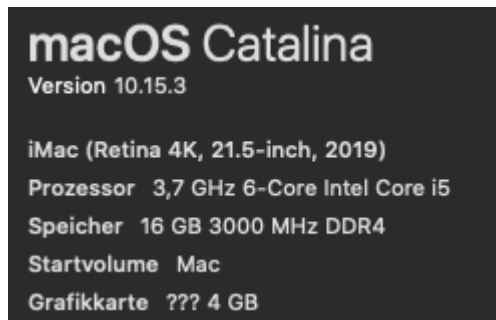 macOS Catalina
Version 10.15.3
iMac (Retina 4K, 21.5-inch, 2019)
Prozessor 3,7 GHz 6-Core Intel Core i5
Speicher 16 GB 3000 MHz DDR4
Startvolume Mac
Grafikkarte ??? 4 GB